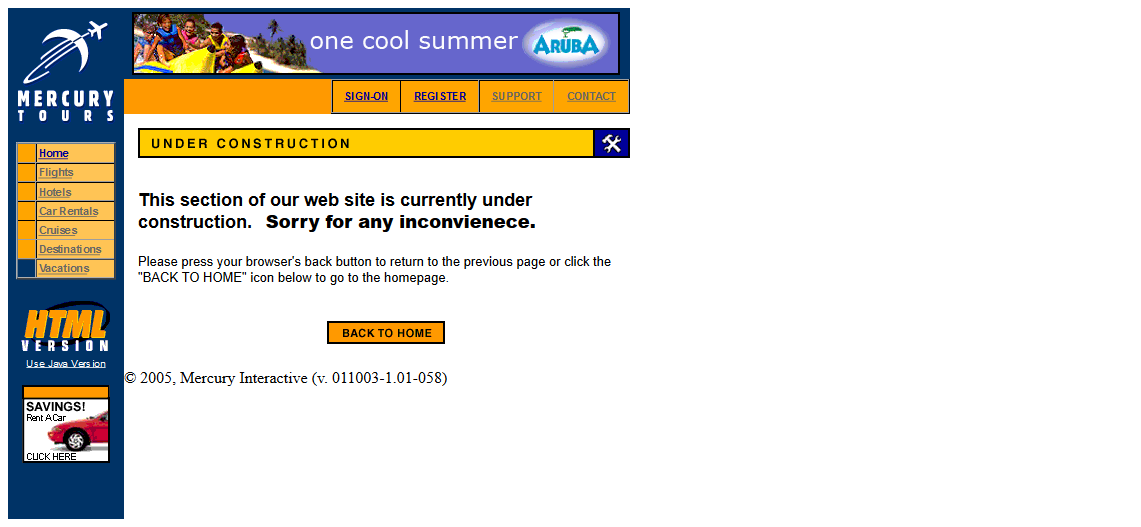 one cool summer ARUBA
MERCURY
TOURS
SIGN-ON REGISTER SUPPORT CONTACT
Home
Flights
Hotels
Car Rentals
Cruises
Destinations
Vacations
HTML
VERSION
Use Java Version
SAVINGS!
Rent A Car
CLICK HERE
UNDER CONSTRUCTION
This section of our web site is currently under
construction. Sorry for any inconvienece.
Please press your browser's back button to return to the previous page or click the
"BACK TO HOME" icon below to go to the homepage.
BACK TO HOME
© 2005, Mercury Interactive (v. 011003-1.01-058)